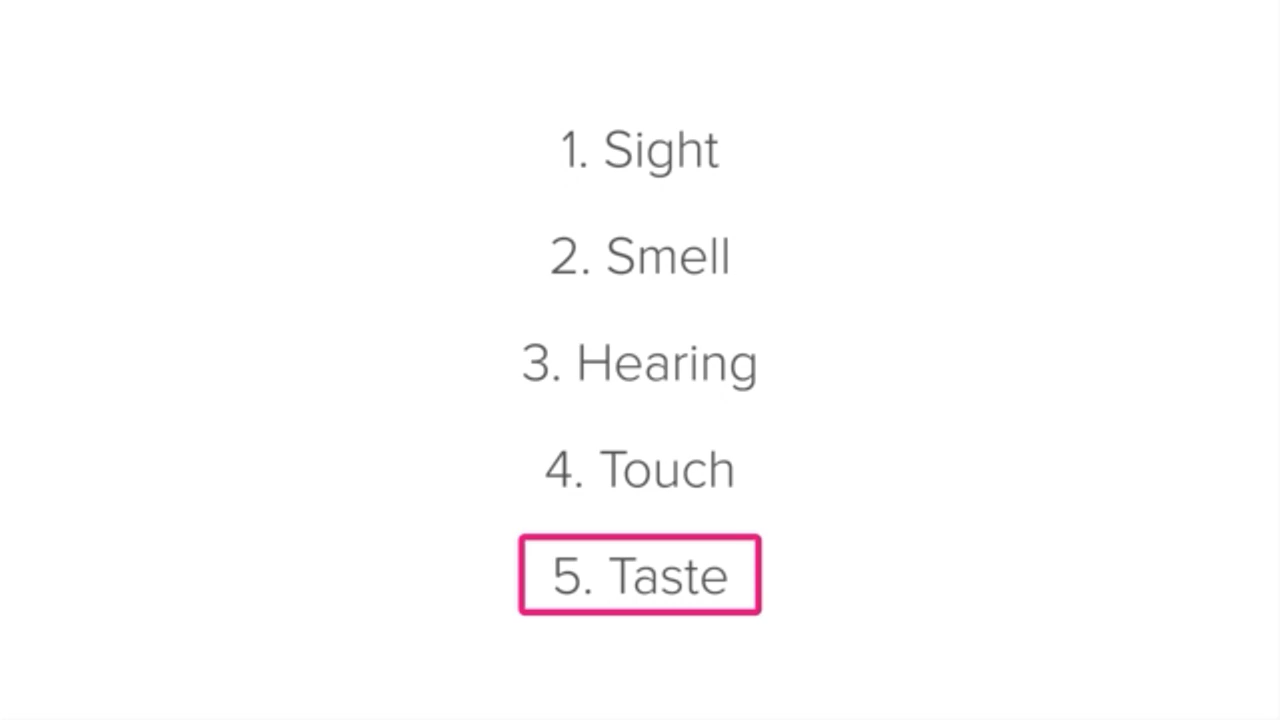 1. Sight
2. Smell
3. Hearing
4. Touch
5. Taste